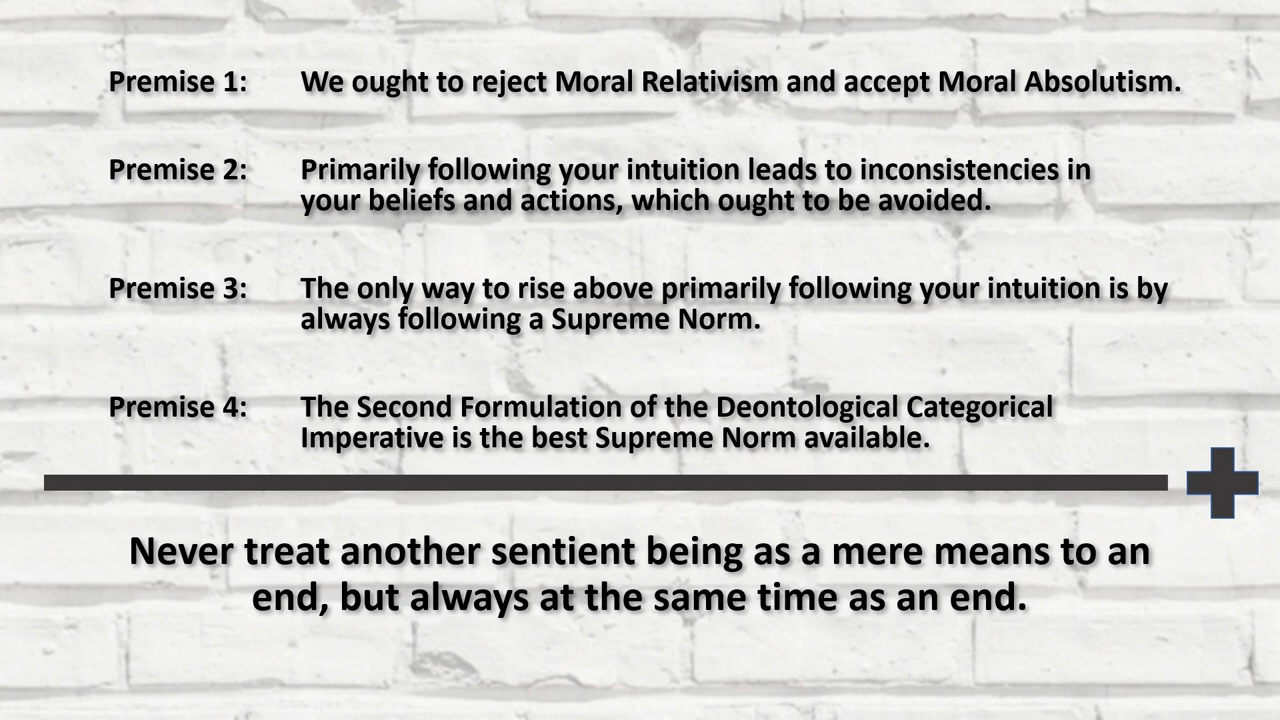 Premise 1: We ought to reject Moral Relativism and accept Moral Absolutism.
Premise 2: Primarily following your intuition leads to inconsistencies in
your beliefs and actions, which ought to be avoided.
Premise 3: The only way to rise above primarily following your intuition is by
always following a Supreme Norm.
Premise 4: The Second Formulation of the Deontological Categorical
Imperative is the best Supreme Norm available.
Never treat another sentient being as a mere means to an
end, but always at the same time as an end.